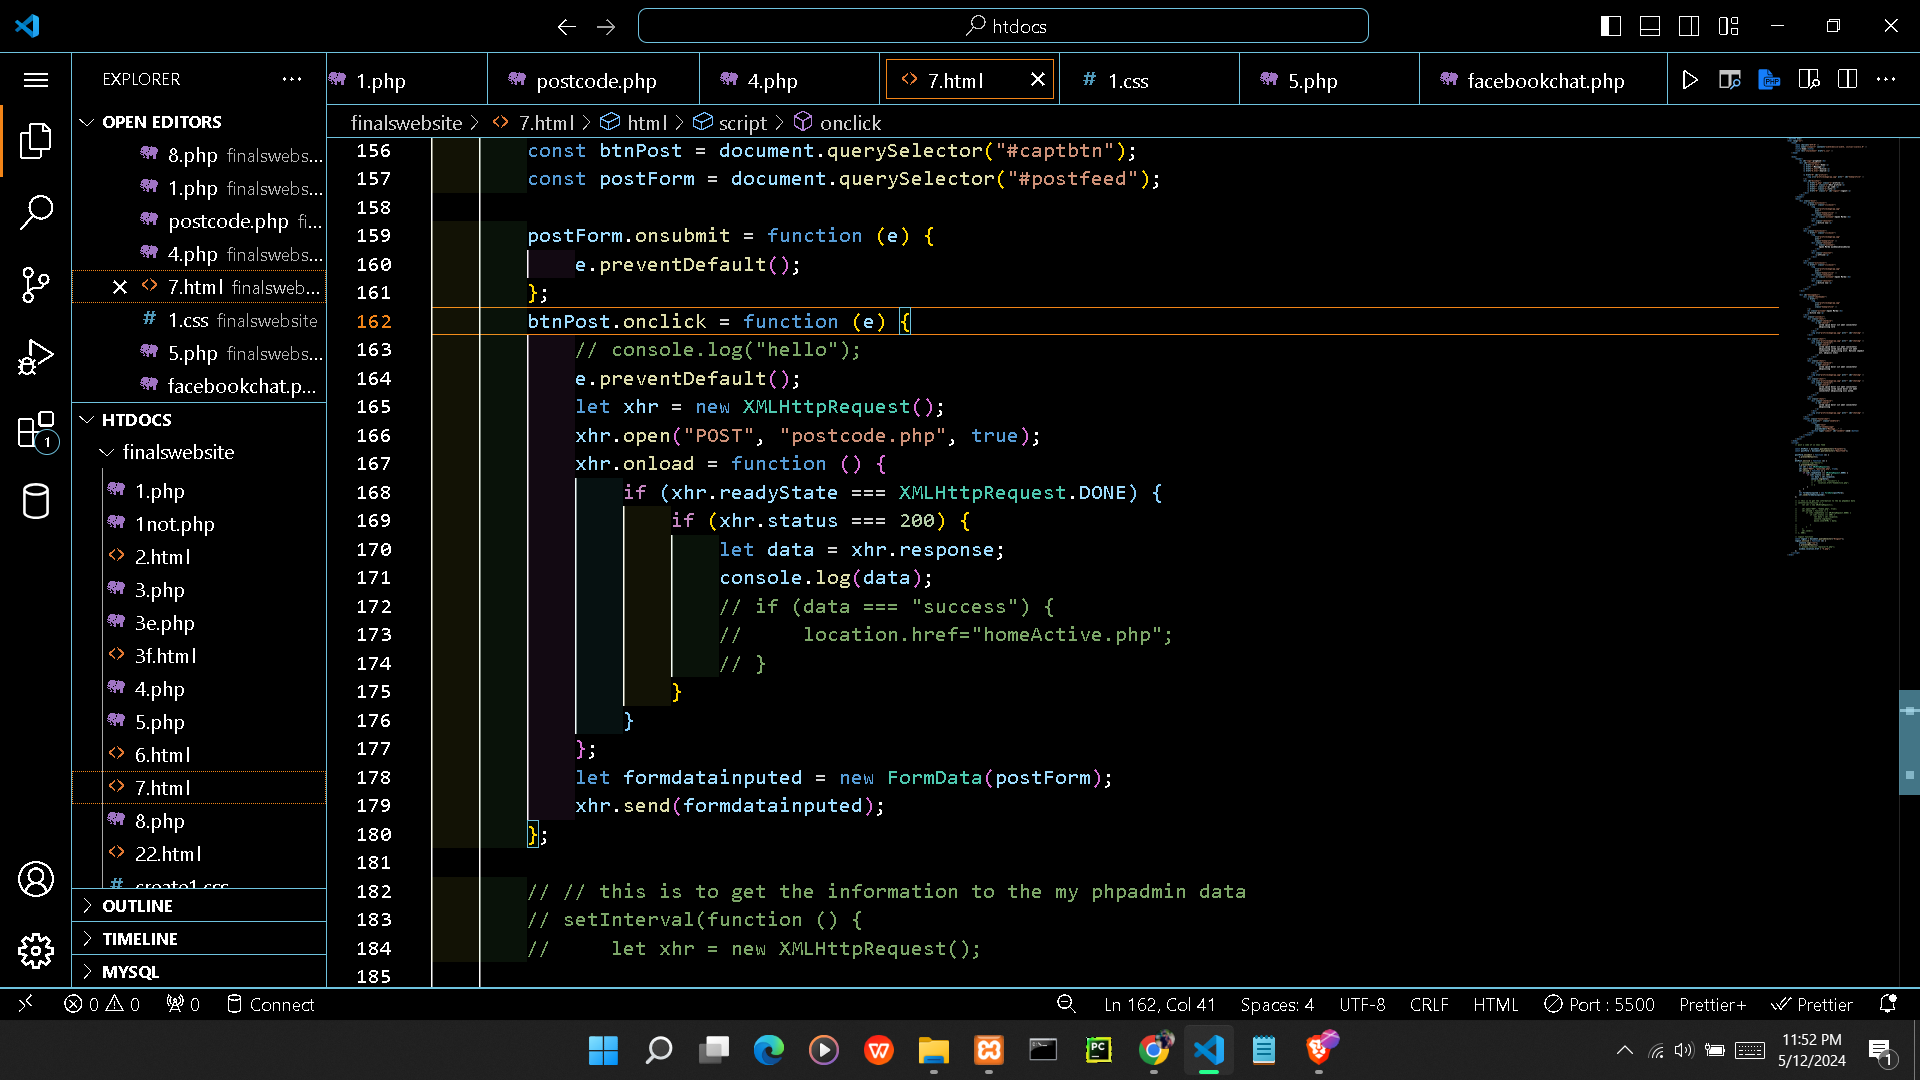 htdocs
EXPLORER
1.php
postcode.php
4.php
7.html
1.css
5.php
facebookchat.php
finalswebsite > 7.html > html > script > onclick
OPEN EDITORS
8.php finalswebs...
1.php finalswebs...
postcode.php fi...
4.php finalswebs...
7.html finalsweb...
1.css finalswebsite
5.php finalswebs...
facebookchat.p...
HTDOCS
finalswebsite
1.php
1not.php
2.html
3.php
3e.php
3f.html
4.php
5.php
6.html
7.html
8.php
22.html
create1.css
OUTLINE
TIMELINE
MYSQL
1
156 const btnPost = document.querySelector("#captbtn");
157 const postForm = document.querySelector("#postfeed");
158
159 postForm.onsubmit = function (e) {
160 e.preventDefault();
161 };
162 btnPost.onclick = function (e) {
163 // console.log("hello");
164 e.preventDefault();
165 let xhr = new XMLHttpRequest();
166 xhr.open("POST", "postcode.php", true);
167 xhr.onload = function () {
168 if (xhr.readyState === XMLHttpRequest.DONE) {
169 if (xhr.status === 200) {
170 let data = xhr.response;
171 console.log(data);
172 // if (data === "success") {
173 //     location.href="homeActive.php";
174 // }
175 }
176 }
177 };
178 let formdatainputed = new FormData(postForm);
179 xhr.send(formdatainputed);
180 };
181
182 // // this is to get the information to the my phpadmin data
183 // setInterval(function () {
184 //     let xhr = new XMLHttpRequest();
185
0 0 0 Connect
Ln 162, Col 41 Spaces: 4 UTF-8 CRLF HTML Port : 5500 Prettier+ Prettier
11:52 PM
5/12/2024
1